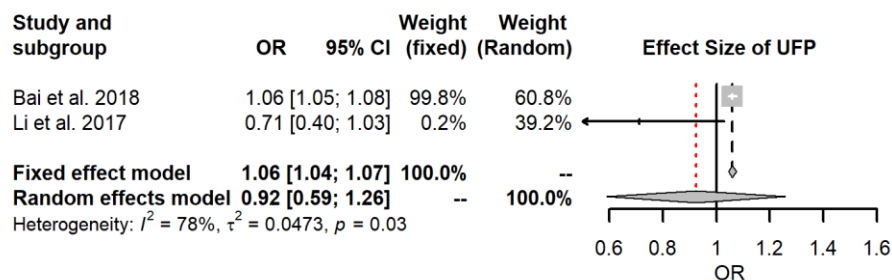 Study and subgroup OR 95% CI Weight (fixed) Weight (Random) Effect Size of UFP
Bai et al. 2018 1.06 [1.05; 1.08] 99.8% 60.8%
Li et al. 2017 0.71 [0.40; 1.03] 0.2% 39.2%
Fixed effect model 1.06 [1.04; 1.07] 100.0% --
Random effects model 0.92 [0.59; 1.26] -- 100.0%
Heterogeneity: I² = 78%, τ² = 0.0473, p = 0.03
0.6 0.8 1 1.2 1.4 1.6
OR